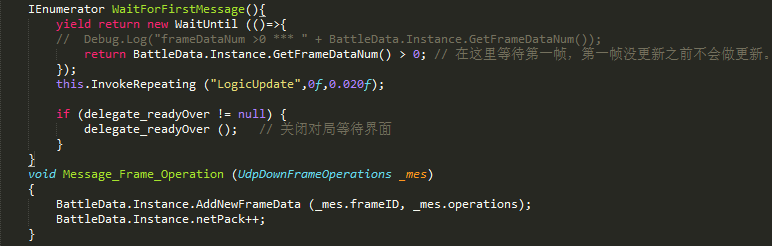 IEnumerator WaitForFirstMessage(){
yield return new WaitUntil (()=>{
//  Debug.Log("frameDataNum >0 *** " + BattleData.Instance.GetFrameDataNum());
return BattleData.Instance.GetFrameDataNum() > 0; // 在这里等待第一帧，第一帧没更新之前不会做更新。
});
this.InvokeRepeating ("LogicUpdate",0f,0.020f);
if (delegate_readyOver != null) {
delegate_readyOver ();   // 关闭对局等待界面
}
}
void Message_Frame_Operation (UdpDownFrameOperations _mes)
{
BattleData.Instance.AddNewFrameData (_mes.frameID, _mes.operations);
BattleData.Instance.netPack++;
}